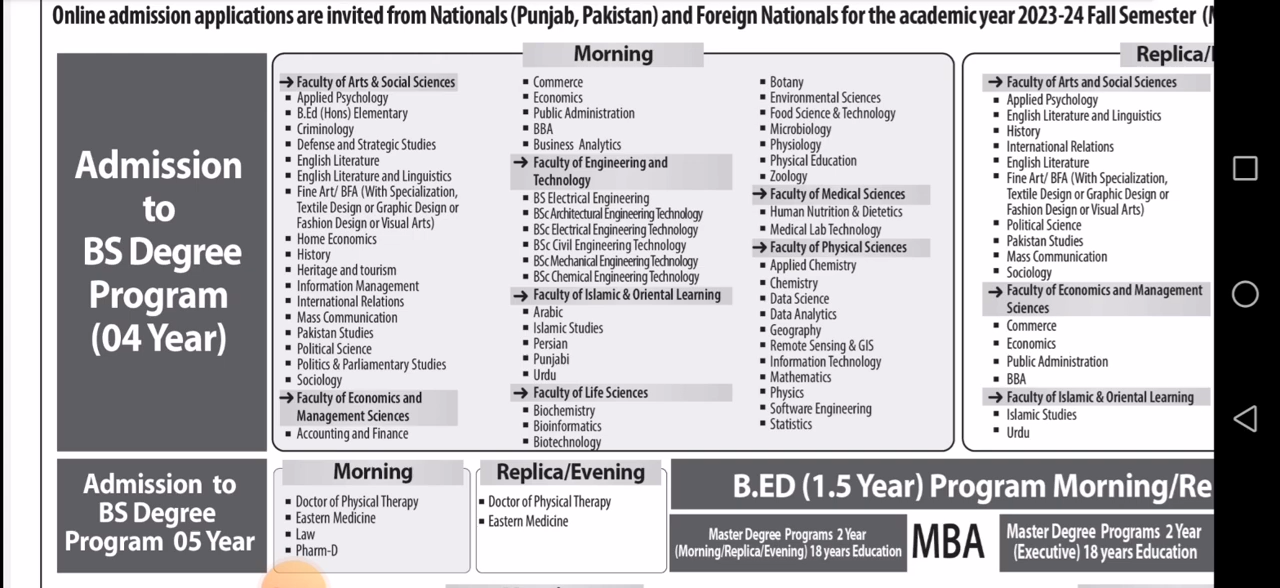 Online admission applications are invited from Nationals (Punjab, Pakistan) and Foreign Nationals for the academic year 2023-24 Fall Semester
Admission
to
BS Degree
Program
(04 Year)
Morning
→ Faculty of Arts & Social Sciences
▪ Applied Psychology
▪ B.Ed (Hons) Elementary
▪ Criminology
▪ Defense and Strategic Studies
▪ English Literature
▪ English Literature and Linguistics
▪ Fine Art/ BFA (With Specialization,
Textile Design or Graphic Design or
Fashion Design or Visual Arts)
▪ Home Economics
▪ History
▪ Heritage and tourism
▪ Information Management
▪ International Relations
▪ Mass Communication
▪ Pakistan Studies
▪ Political Science
▪ Politics & Parliamentary Studies
▪ Sociology
→ Faculty of Economics and
Management Sciences
▪ Accounting and Finance
▪ Commerce
▪ Economics
▪ Public Administration
▪ BBA
▪ Business Analytics
→ Faculty of Engineering and
Technology
▪ BS Electrical Engineering
▪ BSc Architectural Engineering Technology
▪ BSc Electrical Engineering Technology
▪ BSc Civil Engineering Technology
▪ BSc Mechanical Engineering Technology
▪ BSc Chemical Engineering Technology
→ Faculty of Islamic & Oriental Learning
▪ Arabic
▪ Islamic Studies
▪ Persian
▪ Punjabi
▪ Urdu
→ Faculty of Life Sciences
▪ Biochemistry
▪ Bioinformatics
▪ Biotechnology
▪ Botany
▪ Environmental Sciences
▪ Food Science & Technology
▪ Microbiology
▪ Physiology
▪ Physical Education
▪ Zoology
→ Faculty of Medical Sciences
▪ Human Nutrition & Dietetics
▪ Medical Lab Technology
→ Faculty of Physical Sciences
▪ Applied Chemistry
▪ Chemistry
▪ Data Science
▪ Data Analytics
▪ Geography
▪ Remote Sensing & GIS
▪ Information Technology
▪ Mathematics
▪ Physics
▪ Software Engineering
▪ Statistics
Replica/
→ Faculty of Arts and Social Sciences
▪ Applied Psychology
▪ English Literature and Linguistics
▪ History
▪ International Relations
▪ English Literature
▪ Fine Art/ BFA (With Specialization,
Textile Design or Graphic Design or
Fashion Design or Visual Arts)
▪ Political Science
▪ Pakistan Studies
▪ Mass Communication
▪ Sociology
→ Faculty of Economics and Management
Sciences
▪ Commerce
▪ Economics
▪ Public Administration
▪ BBA
→ Faculty of Islamic & Oriental Learning
▪ Islamic Studies
▪ Urdu
Admission to
BS Degree
Program 05 Year
Morning
▪ Doctor of Physical Therapy
▪ Eastern Medicine
▪ Law
▪ Pharm-D
Replica/Evening
▪ Doctor of Physical Therapy
▪ Eastern Medicine
B.ED (1.5 Year) Program Morning/Re
Master Degree Programs 2 Year
(Morning/Replica/Evening) 18 years Education
MBA
Master Degree Programs 2 Year
(Executive) 18 years Education